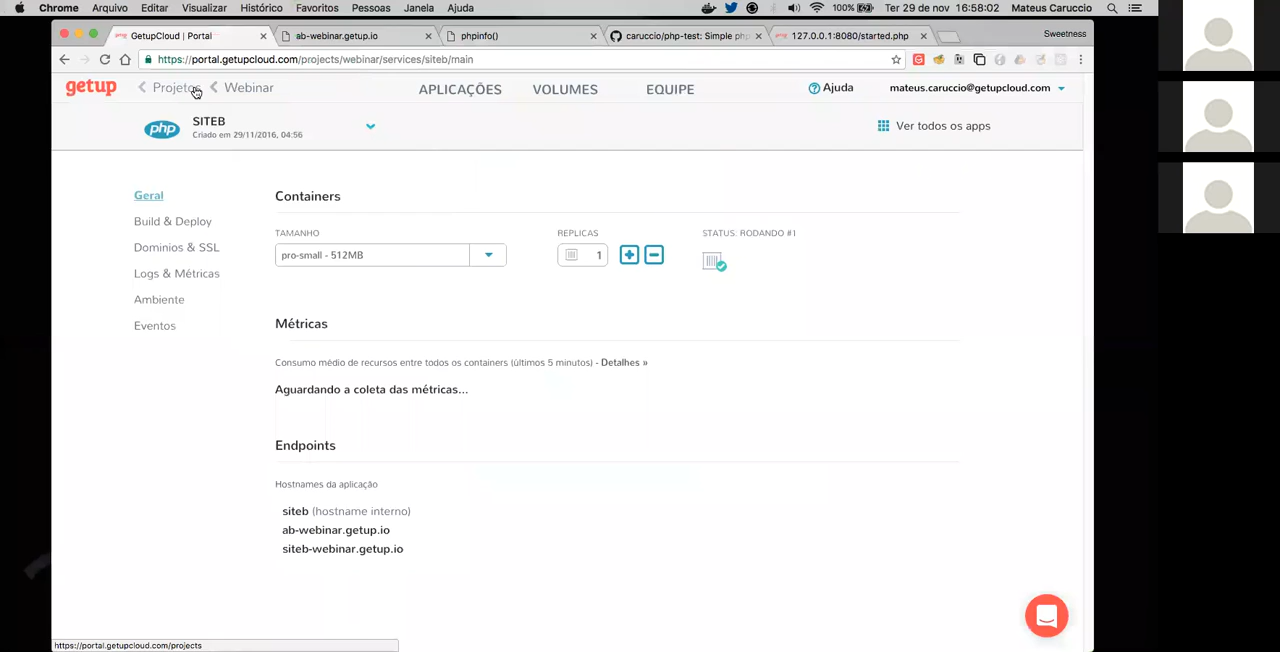 Chrome Arquivo Editar Visualizar Histórico Favoritos Pessoas Janela Ajuda 100% Ter 29 de nov 16:58:02 Mateus Caruccio
GetupCloud | Portal ab-webinar.getup.io phpinfo() caruccio/php-test: Simple php 127.0.0.1:8080/started.php Sweetness
https://portal.getupcloud.com/projects/webinar/services/siteb/main
getup Projetos Webinar APLICAÇÕES VOLUMES EQUIPE Ajuda mateus.caruccio@getupcloud.com
php SITEB
Criado em 29/11/2016, 04:56
Ver todos os apps
Geral
Build & Deploy
Dominios & SSL
Logs & Métricas
Ambiente
Eventos
Containers
TAMANHO REPLICAS STATUS: RODANDO #1
pro-small - 512MB 1
Métricas
Consumo médio de recursos entre todos os containers (últimos 5 minutos) - Detalhes »
Aguardando a coleta das métricas...
Endpoints
Hostnames da aplicação
siteb (hostname interno)
ab-webinar.getup.io
siteb-webinar.getup.io
https://portal.getupcloud.com/projects